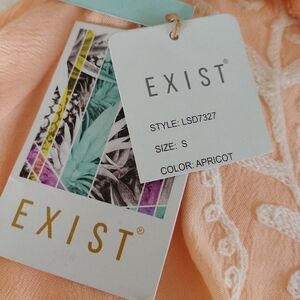 EXIST®
STYLE: LSD7327
SIZE: S
COLOR: APRICOT
EXIST®